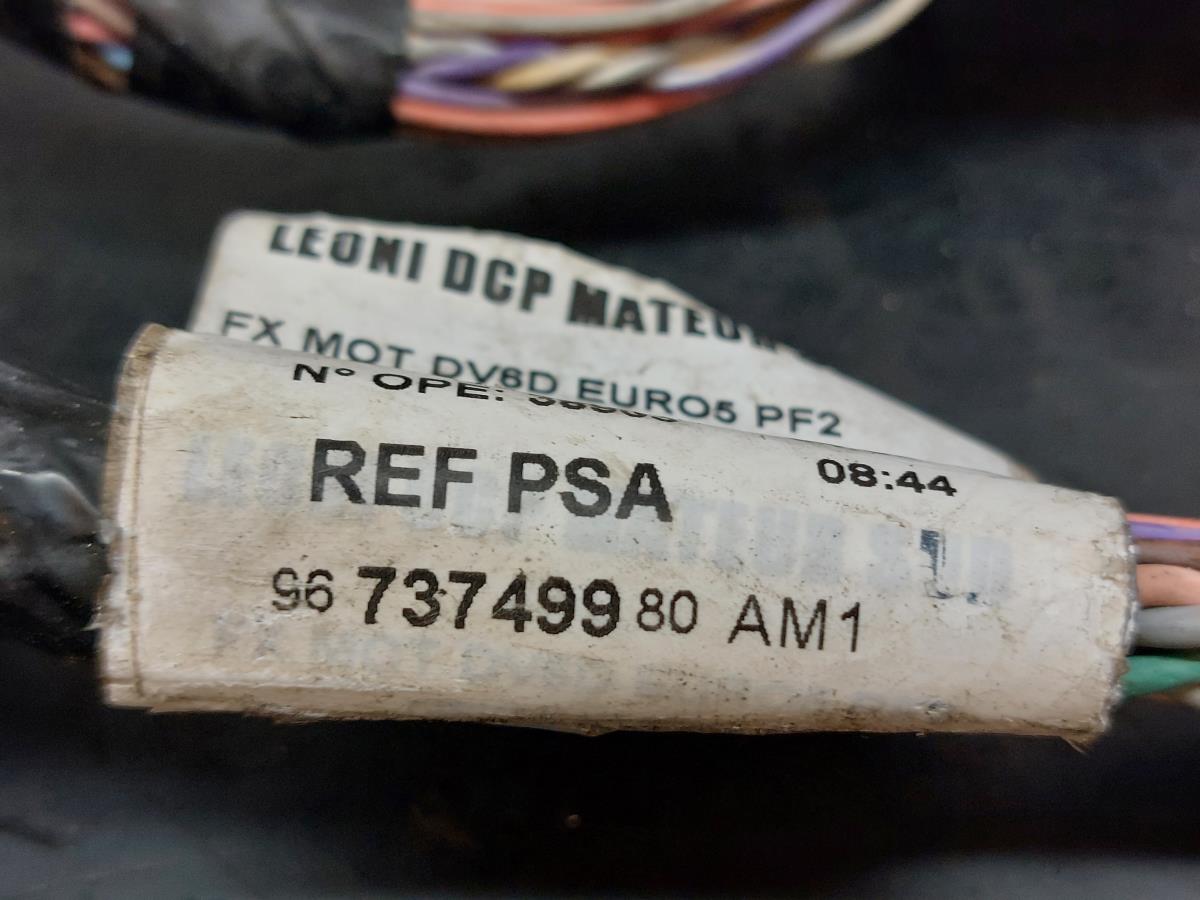 LEONI DCP MATEUR
FX MOT DV6D EURO5 PF2
N° OPE:
REF PSA 08:44
96 737499 80 AM1